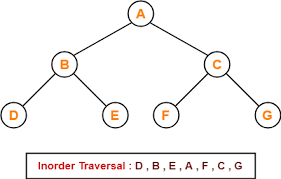 A
B C
D E F G
Inorder Traversal : D , B , E , A , F , C , G